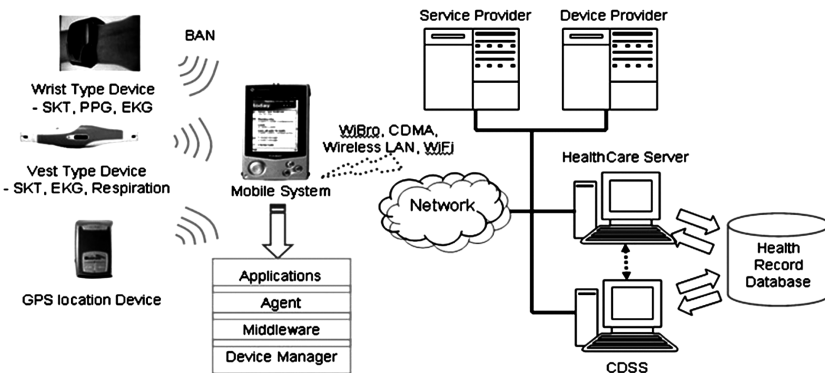 BAN
Wrist Type Device
- SKT, PPG, EKG
Vest Type Device
- SKT, EKG, Respiration
GPS location Device
Mobile System
Applications
Agent
Middleware
Device Manager
WiBro, CDMA,
Wireless LAN, WiFi
Network
Service Provider
Device Provider
HealthCare Server
Health
Record
Database
CDSS